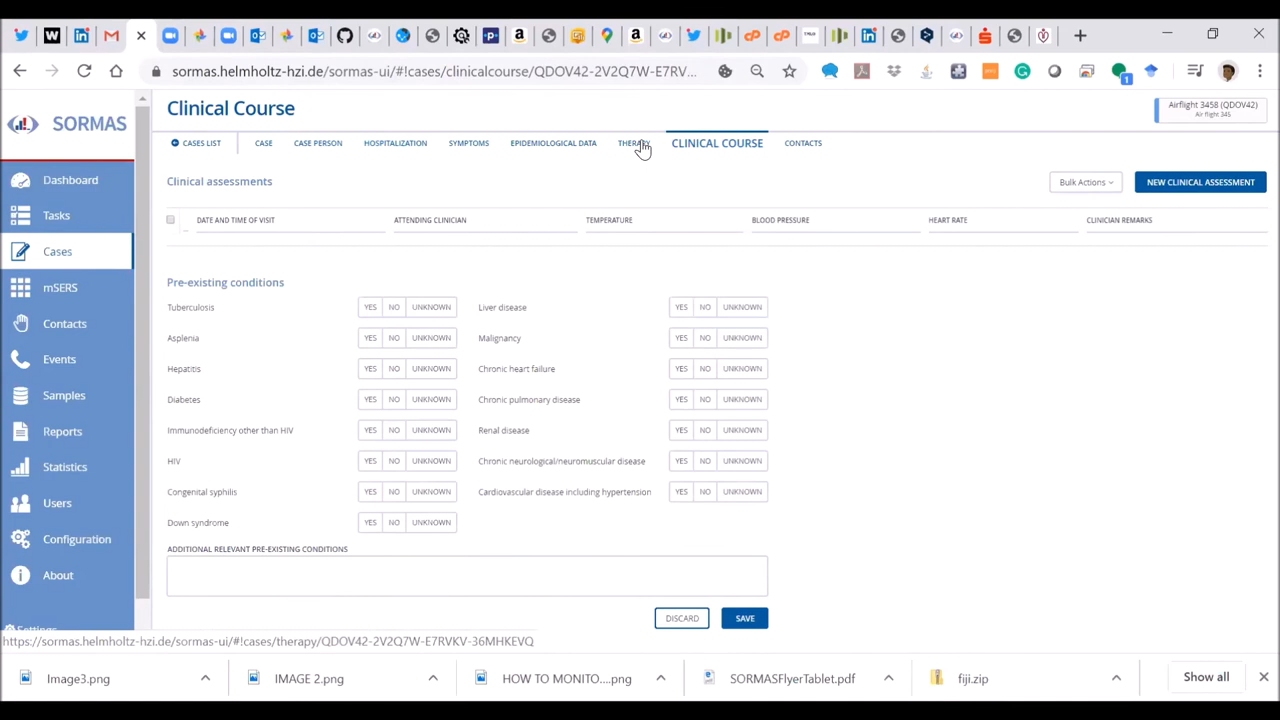 sormas.helmholtz-hzi.de/sormas-ui/#!cases/clinicalcourse/QDOV42-2V2Q7W-E7RV...
1
SORMAS
Clinical Course
Airflight 3458 (QDOV42)
Air flight 345
CASES LIST CASE CASE PERSON HOSPITALIZATION SYMPTOMS EPIDEMIOLOGICAL DATA THERAPY CLINICAL COURSE CONTACTS
Dashboard
Tasks
Cases
mSERS
Contacts
Events
Samples
Reports
Statistics
Users
Configuration
About
Settings
Clinical assessments
Bulk Actions
NEW CLINICAL ASSESSMENT
DATE AND TIME OF VISIT ATTENDING CLINICIAN TEMPERATURE BLOOD PRESSURE HEART RATE CLINICIAN REMARKS
Pre-existing conditions
Tuberculosis YES NO UNKNOWN Liver disease YES NO UNKNOWN
Asplenia YES NO UNKNOWN Malignancy YES NO UNKNOWN
Hepatitis YES NO UNKNOWN Chronic heart failure YES NO UNKNOWN
Diabetes YES NO UNKNOWN Chronic pulmonary disease YES NO UNKNOWN
Immunodeficiency other than HIV YES NO UNKNOWN Renal disease YES NO UNKNOWN
HIV YES NO UNKNOWN Chronic neurological/neuromuscular disease YES NO UNKNOWN
Congenital syphilis YES NO UNKNOWN Cardiovascular disease including hypertension YES NO UNKNOWN
Down syndrome YES NO UNKNOWN
ADDITIONAL RELEVANT PRE-EXISTING CONDITIONS
DISCARD SAVE
https://sormas.helmholtz-hzi.de/sormas-ui/#!cases/therapy/QDOV42-2V2Q7W-E7RVKV-36MHKEVQ
Image3.png IMAGE 2.png HOW TO MONITO....png SORMASFlyerTablet.pdf fiji.zip Show all